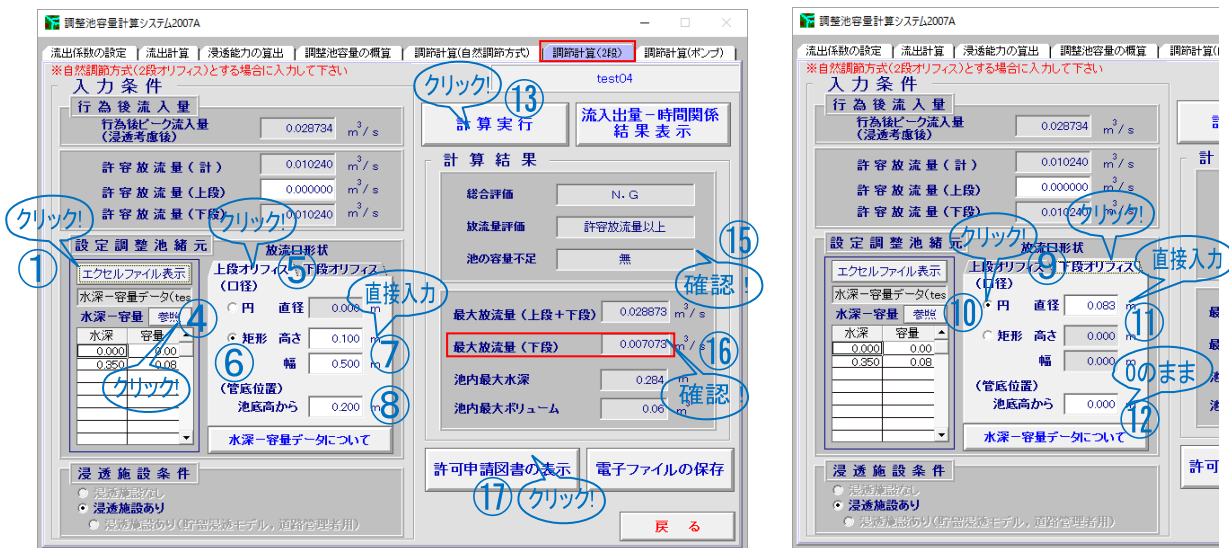 調整池容量計算システム2007A
流出係数の設定 流出計算 浸透能力の算出 調整池容量の概算 調節計算(自然調節方式) 調節計算(2段) 調節計算(ポンプ)
※自然調節方式(2段オリフィス)とする場合に入力して下さい
入力条件
test04
クリック!
⑬
計算実行
流入出量－時間関係
結果表示
行為後流入量
行為後ピーク流入量
(浸透考慮後)
0.028734 m3/s
許容放流量(計) 0.010240 m3/s
許容放流量(上段) 0.000000 m3/s
許容放流量(下段) 0.010240 m3/s
計算結果
総合評価 N.G
放流量評価 許容放流量以上
池の容量不足 無
⑮
確認!
最大放流量(上段+下段) 0.028873 m3/s
最大放流量(下段) 0.007073 m3/s
⑯
確認!
池内最大水深 0.284 m
池内最大ボリューム 0.06 m3
クリック!
①
設定調整池緒元
エクセルファイル表示
水深－容量データ(tes
水深－容量 参照
④
クリック!
水深 容量
0.000 0.00
0.350 0.08
クリック!
⑤
放流口形状
上段オリフィス 下段オリフィス
(口径)
円 直径 0.000 m
直接入力
⑥
矩形 高さ 0.100 m
⑦
幅 0.500 m
(管底位置)
池底高から 0.200 m
⑧
水深－容量データについて
許可申請図書の表示
電子ファイルの保存
⑰
クリック!
戻る
浸透施設条件
浸透施設なし
浸透施設あり
浸透施設あり(貯留浸透モデル,道路管理者用)
調整池容量計算システム2007A
流出係数の設定 流出計算 浸透能力の算出 調整池容量の概算 調節計算(
※自然調節方式(2段オリフィス)とする場合に入力して下さい
入力条件
行為後流入量
行為後ピーク流入量
(浸透考慮後)
0.028734 m3/s
許容放流量(計) 0.010240 m3/s
許容放流量(上段) 0.000000 m3/s
許容放流量(下段) 0.010240 m3/s
計
設定調整池緒元
エクセルファイル表示
水深－容量データ(tes
水深－容量 参照
水深 容量
0.000 0.00
0.350 0.08
クリック!
クリック!
⑨
放流口形状
上段オリフィス 下段オリフィス
(口径)
⑩
円 直径 0.083 m
直接入力
⑪
矩形 高さ 0.000 m
幅 0.000 m
(管底位置)
池底高から 0.000 m
0のまま
⑫
水深－容量データについて
許可
浸透施設条件
浸透施設なし
浸透施設あり
浸透施設あり(貯留浸透モデル,道路管理者用)